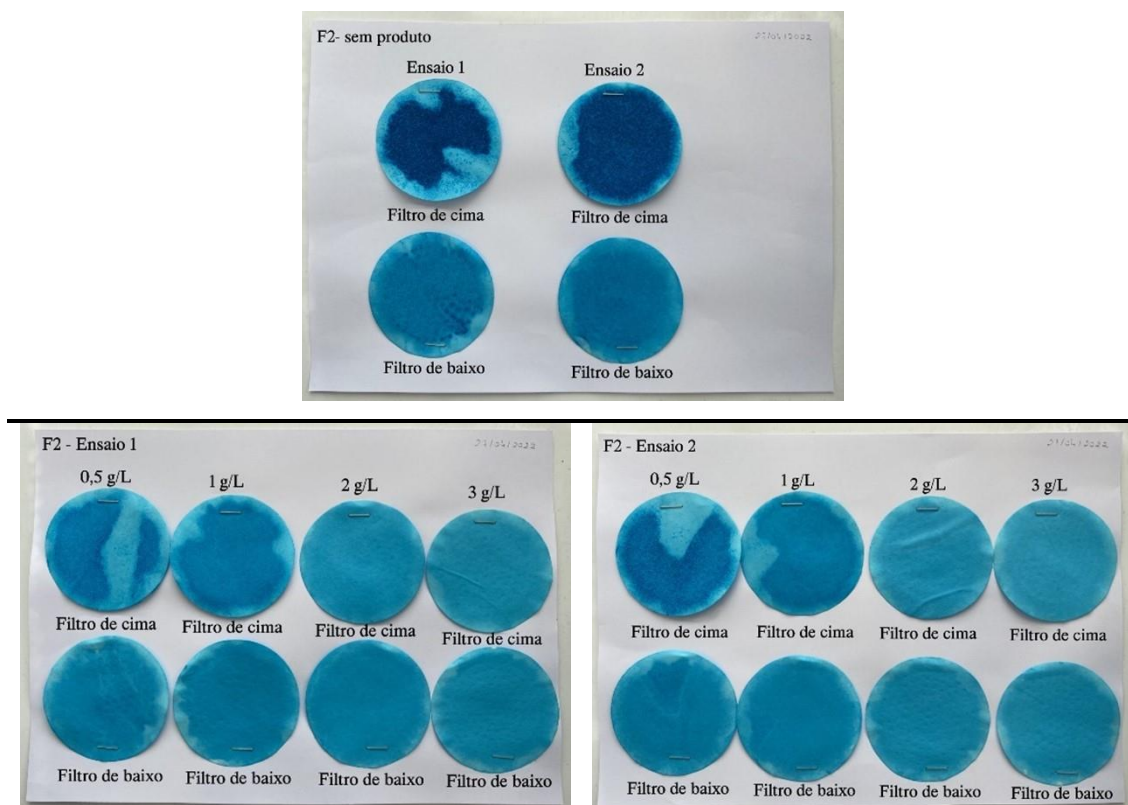 F2- sem produto
Ensaio 1 Ensaio 2
Filtro de cima Filtro de cima
Filtro de baixo Filtro de baixo
F2 - Ensaio 1
0,5 g/L 1 g/L 2 g/L 3 g/L
Filtro de cima Filtro de cima Filtro de cima Filtro de cima
Filtro de baixo Filtro de baixo Filtro de baixo Filtro de baixo
F2 - Ensaio 2
0,5 g/L 1 g/L 2 g/L 3 g/L
Filtro de cima Filtro de cima Filtro de cima Filtro de cima
Filtro de baixo Filtro de baixo Filtro de baixo Filtro de baixo